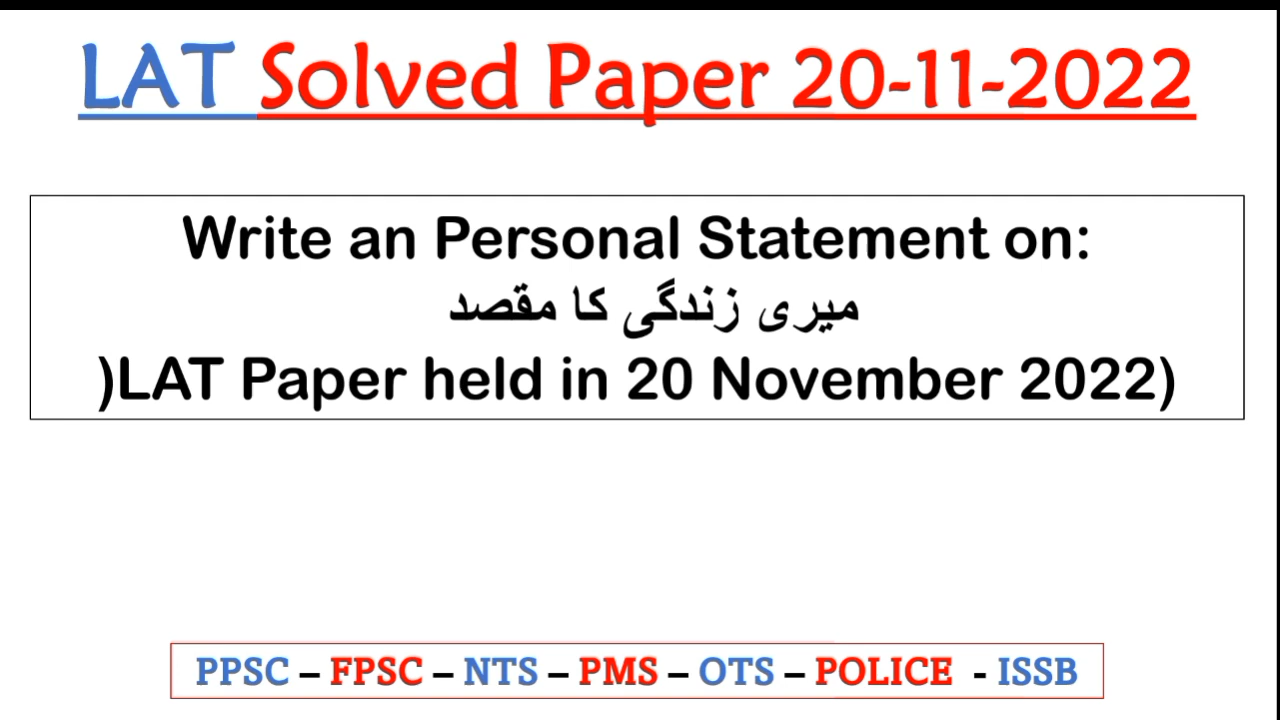 LAT Solved Paper 20-11-2022
Write an Personal Statement on:
میری زندگی کا مقصد
)LAT Paper held in 20 November 2022)
PPSC – FPSC – NTS – PMS – OTS – POLICE - ISSB